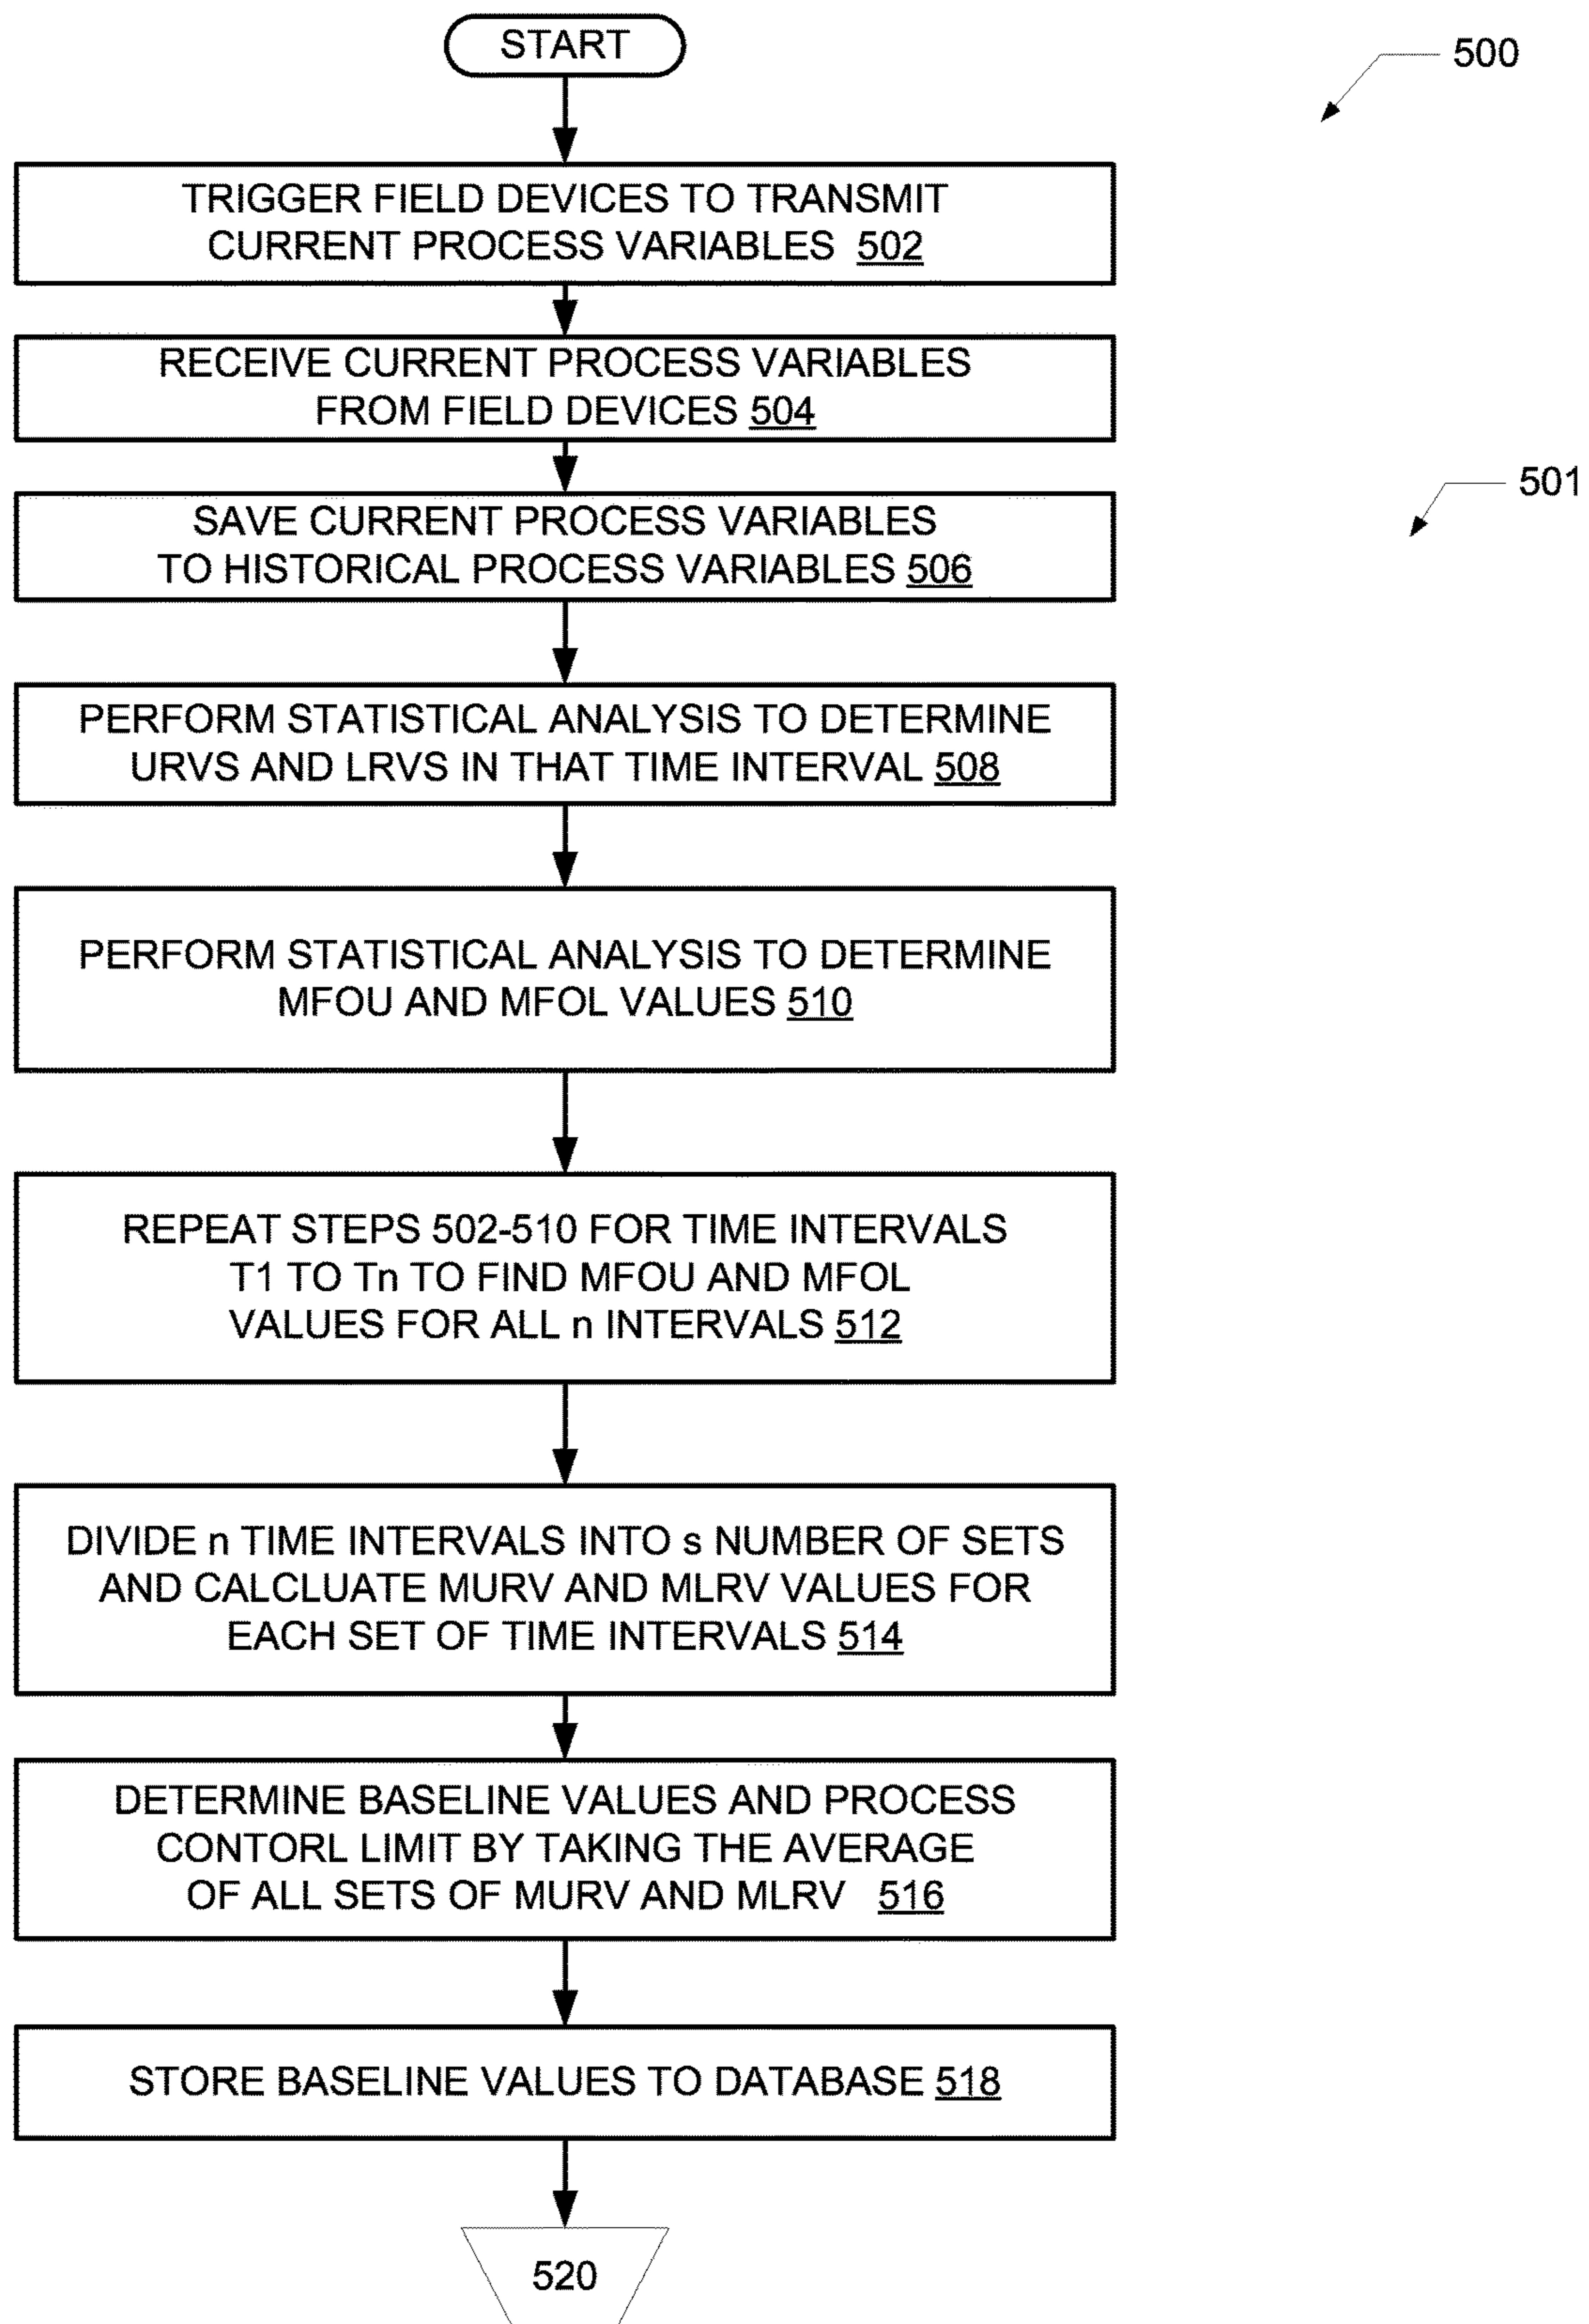 START
500
TRIGGER FIELD DEVICES TO TRANSMIT
CURRENT PROCESS VARIABLES 502
RECEIVE CURRENT PROCESS VARIABLES
FROM FIELD DEVICES 504
501
SAVE CURRENT PROCESS VARIABLES
TO HISTORICAL PROCESS VARIABLES 506
PERFORM STATISTICAL ANALYSIS TO DETERMINE
URVS AND LRVS IN THAT TIME INTERVAL 508
PERFORM STATISTICAL ANALYSIS TO DETERMINE
MFOU AND MFOL VALUES 510
REPEAT STEPS 502-510 FOR TIME INTERVALS
T1 TO Tn TO FIND MFOU AND MFOL
VALUES FOR ALL n INTERVALS 512
DIVIDE n TIME INTERVALS INTO s NUMBER OF SETS
AND CALCLUATE MURV AND MLRV VALUES FOR
EACH SET OF TIME INTERVALS 514
DETERMINE BASELINE VALUES AND PROCESS
CONTORL LIMIT BY TAKING THE AVERAGE
OF ALL SETS OF MURV AND MLRV 516
STORE BASELINE VALUES TO DATABASE 518
520